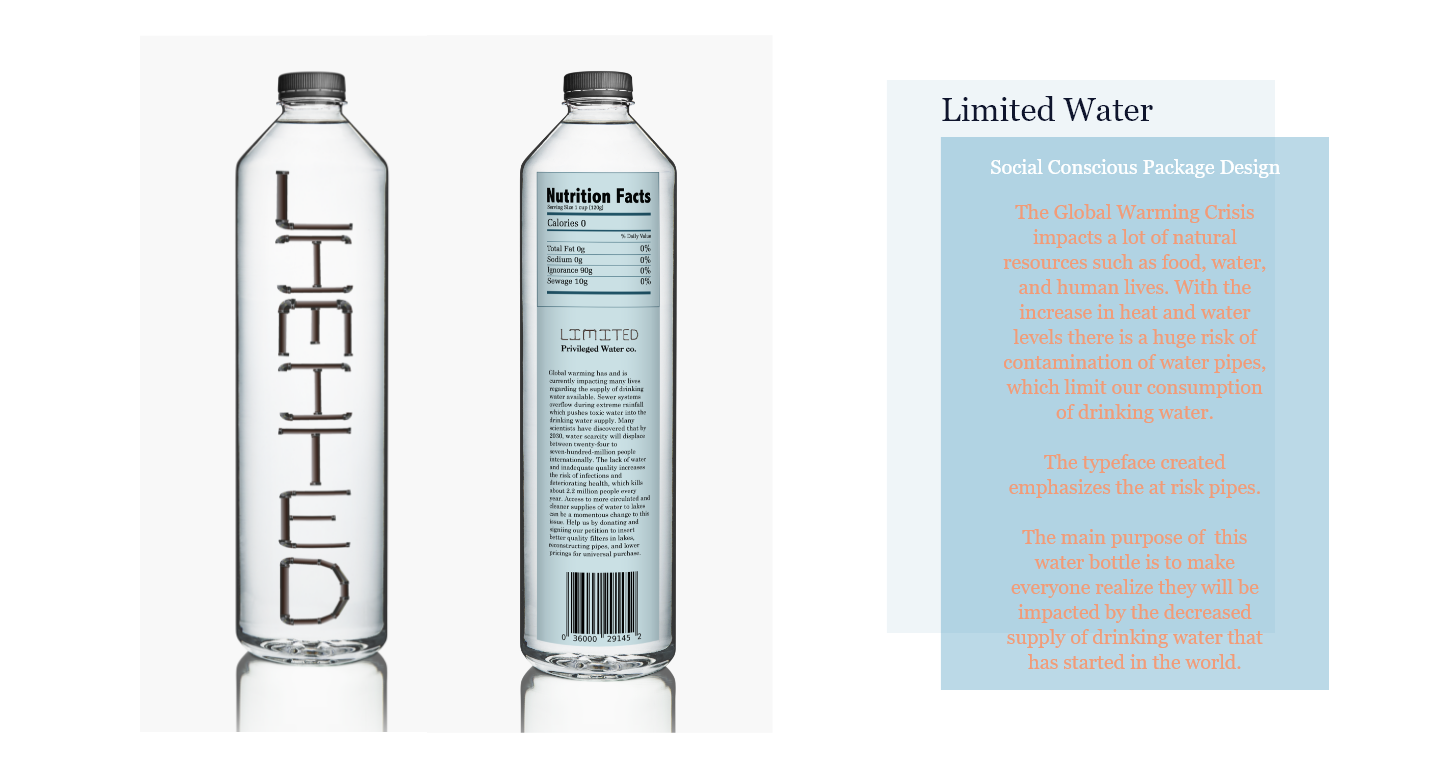 LIMITED
Nutrition Facts
Serving Size 1 cup (120g)
Calories 0
% Daily Value
Total Fat 0g 0%
Sodium 0g 0%
Ignorance 90g 0%
Sewage 10g 0%
LIMITED
Privileged Water co.
Global warming has and is
currently impacting many lives
regarding the supply of drinking
water available. Sewer systems
overflow during extreme rainfall
which pushes toxic water into the
drinking water supply. Many
scientists have discovered that by
2030, water scarcity will displace
between twenty-four to
seven-hundred-million people
internationally. The lack of water
and inadequate quality increases
the risk of infections and
deteriorating health, which kills
about 2.2 million people every
year. Access to more circulated and
cleaner supplies of water to lakes
can be a momentous change to this
issue. Help us by donating and
signing our petition to insert
better quality filters in lakes,
reconstructing pipes, and lower
pricings for universal purchase.
0 36000 29145 2
Limited Water
Social Conscious Package Design
The Global Warming Crisis
impacts a lot of natural
resources such as food, water,
and human lives. With the
increase in heat and water
levels there is a huge risk of
contamination of water pipes,
which limit our consumption
of drinking water.
The typeface created
emphasizes the at risk pipes.
The main purpose of  this
water bottle is to make
everyone realize they will be
impacted by the decreased
supply of drinking water that
has started in the world.